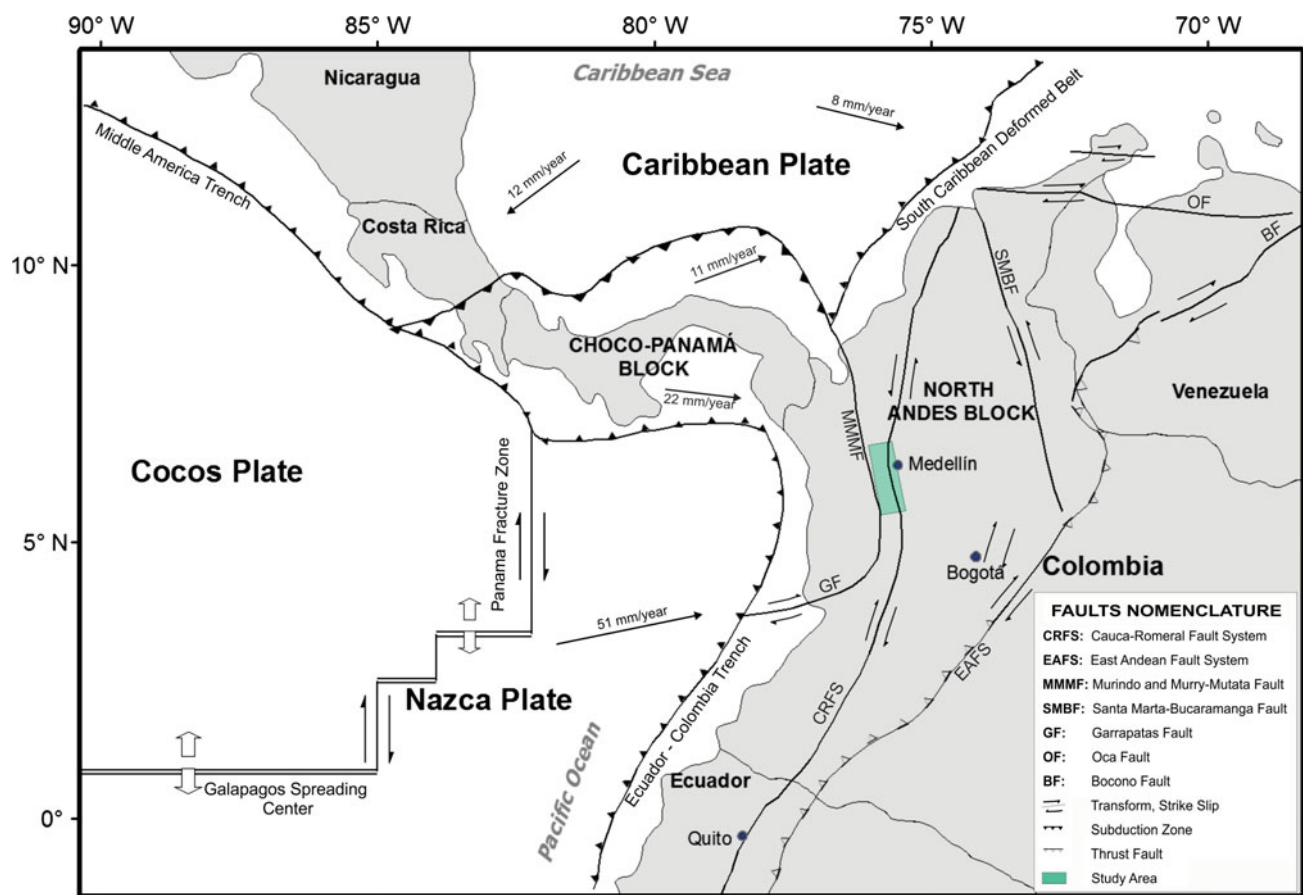 90° W
85° W
80° W
75° W
70° W
Nicaragua
Caribbean Sea
8 mm/year
South Caribbean Deformed Belt
Middle America Trench
12 mm/year
Caribbean Plate
Costa Rica
OF
BF
10° N
11 mm/year
SMBF
CHOCO-PANAMÁ
BLOCK
22 mm/year
NORTH
ANDES BLOCK
Venezuela
MMMF
Medellín
Cocos Plate
Panama Fracture Zone
5° N
Bogotá
Colombia
GF
51 mm/year
EAFS
CRFS
Nazca Plate
Ecuador - Colombia Trench
Pacific Ocean
Galapagos Spreading
Center
Ecuador
0°
Quito
FAULTS NOMENCLATURE
CRFS: Cauca-Romeral Fault System
EAFS: East Andean Fault System
MMMF: Murindo and Murry-Mutata Fault
SMBF: Santa Marta-Bucaramanga Fault
GF: Garrapatas Fault
OF: Oca Fault
BF: Bocono Fault
Transform, Strike Slip
Subduction Zone
Thrust Fault
Study Area